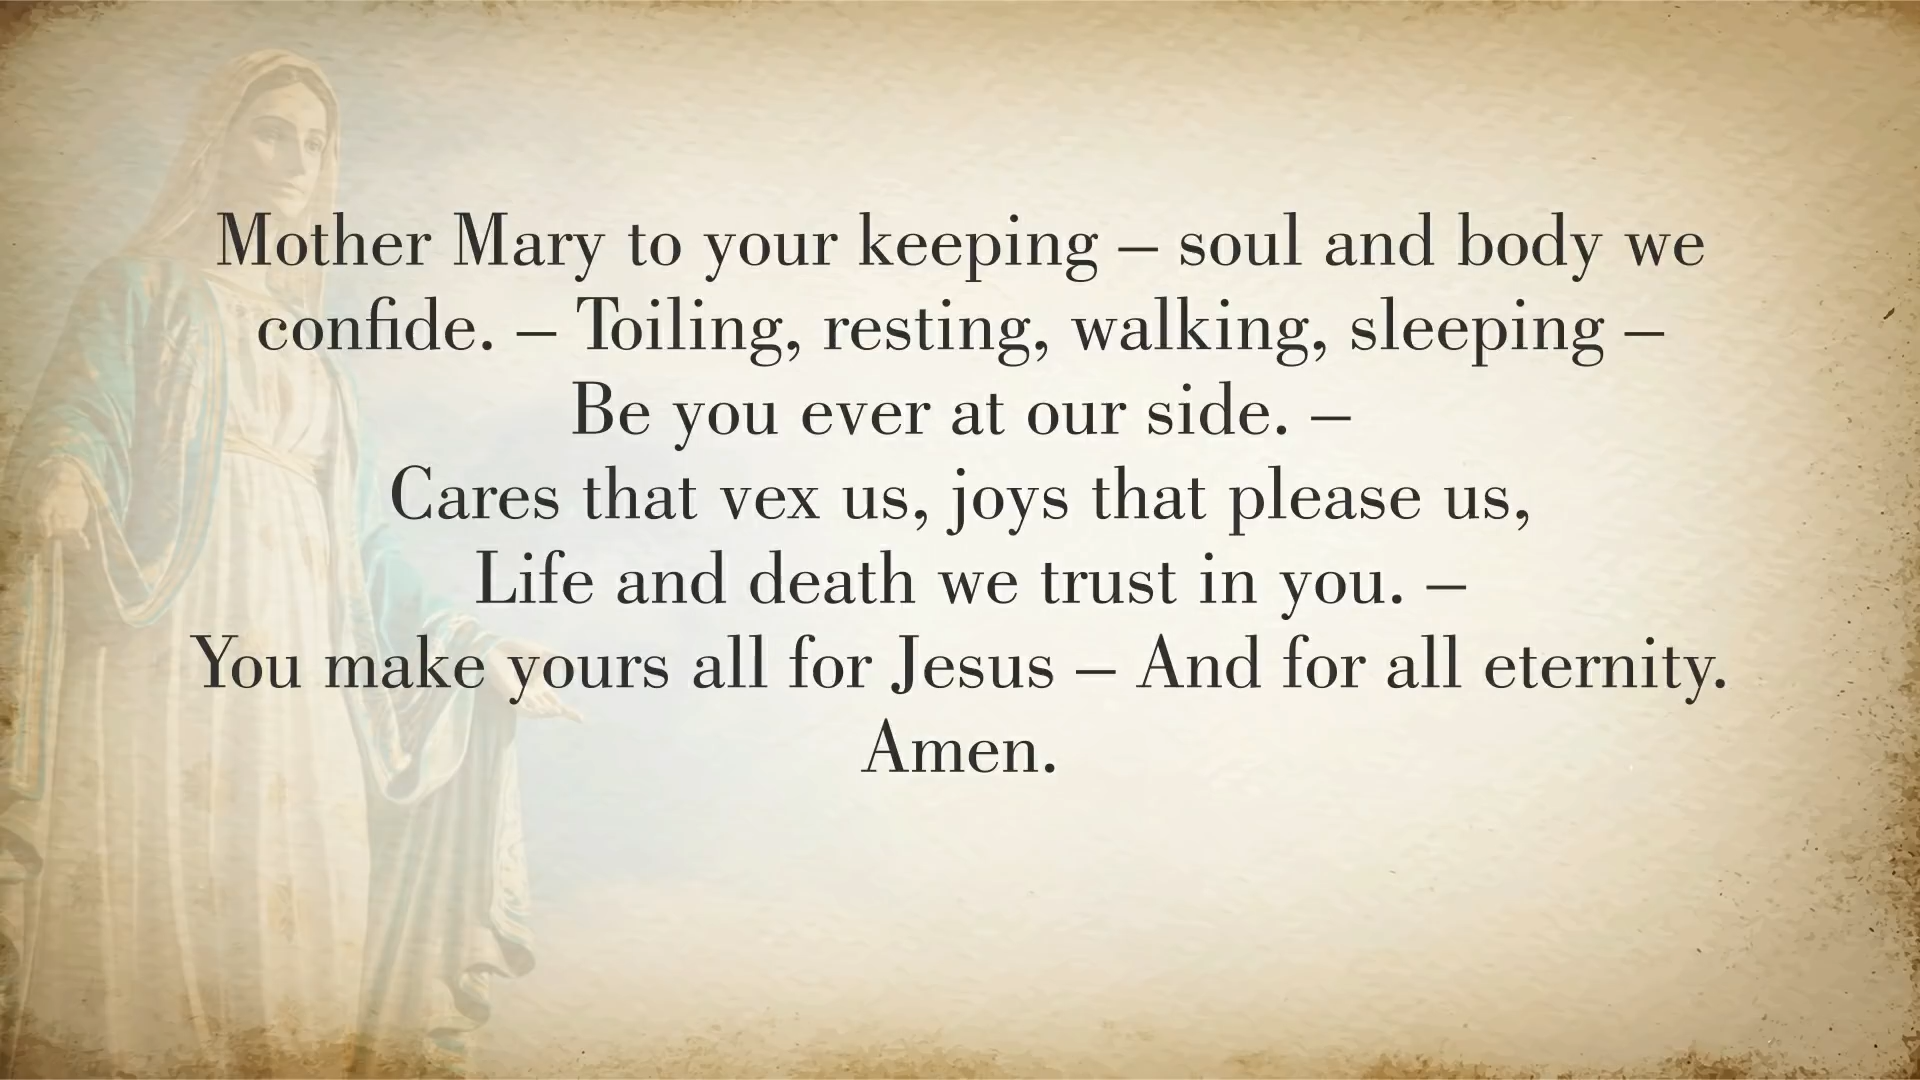 Mother Mary to your keeping – soul and body we
confide. – Toiling, resting, walking, sleeping –
Be you ever at our side. –
Cares that vex us, joys that please us,
Life and death we trust in you. –
You make yours all for Jesus – And for all eternity.
Amen.